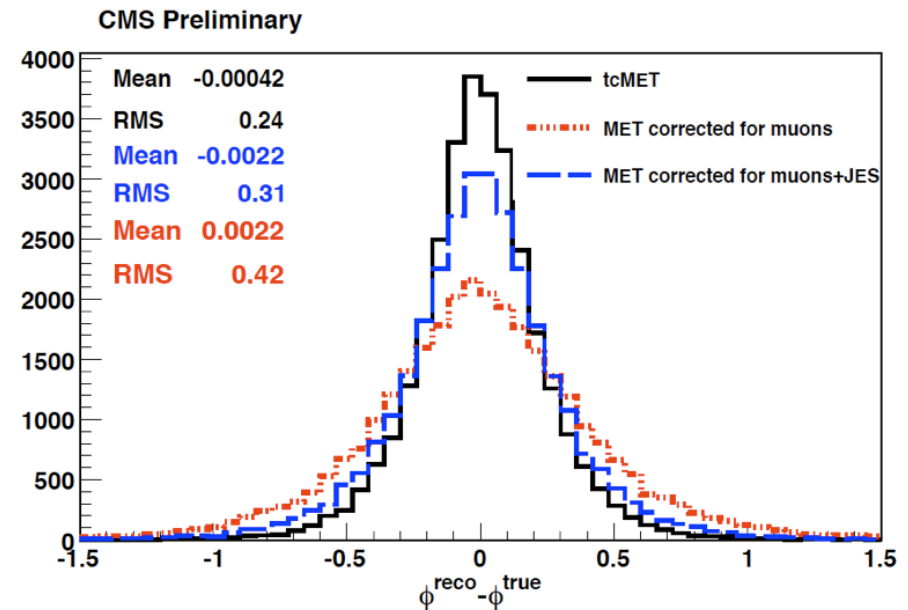 CMS Preliminary
4000
3500
3000
2500
2000
1500
1000
500
0
Mean -0.00042
RMS 0.24
Mean -0.0022
RMS 0.31
Mean 0.0022
RMS 0.42
tcMET
MET corrected for muons
MET corrected for muons+JES
-1.5 -1 -0.5 0 0.5 1 1.5
ϕ^reco-ϕ^true